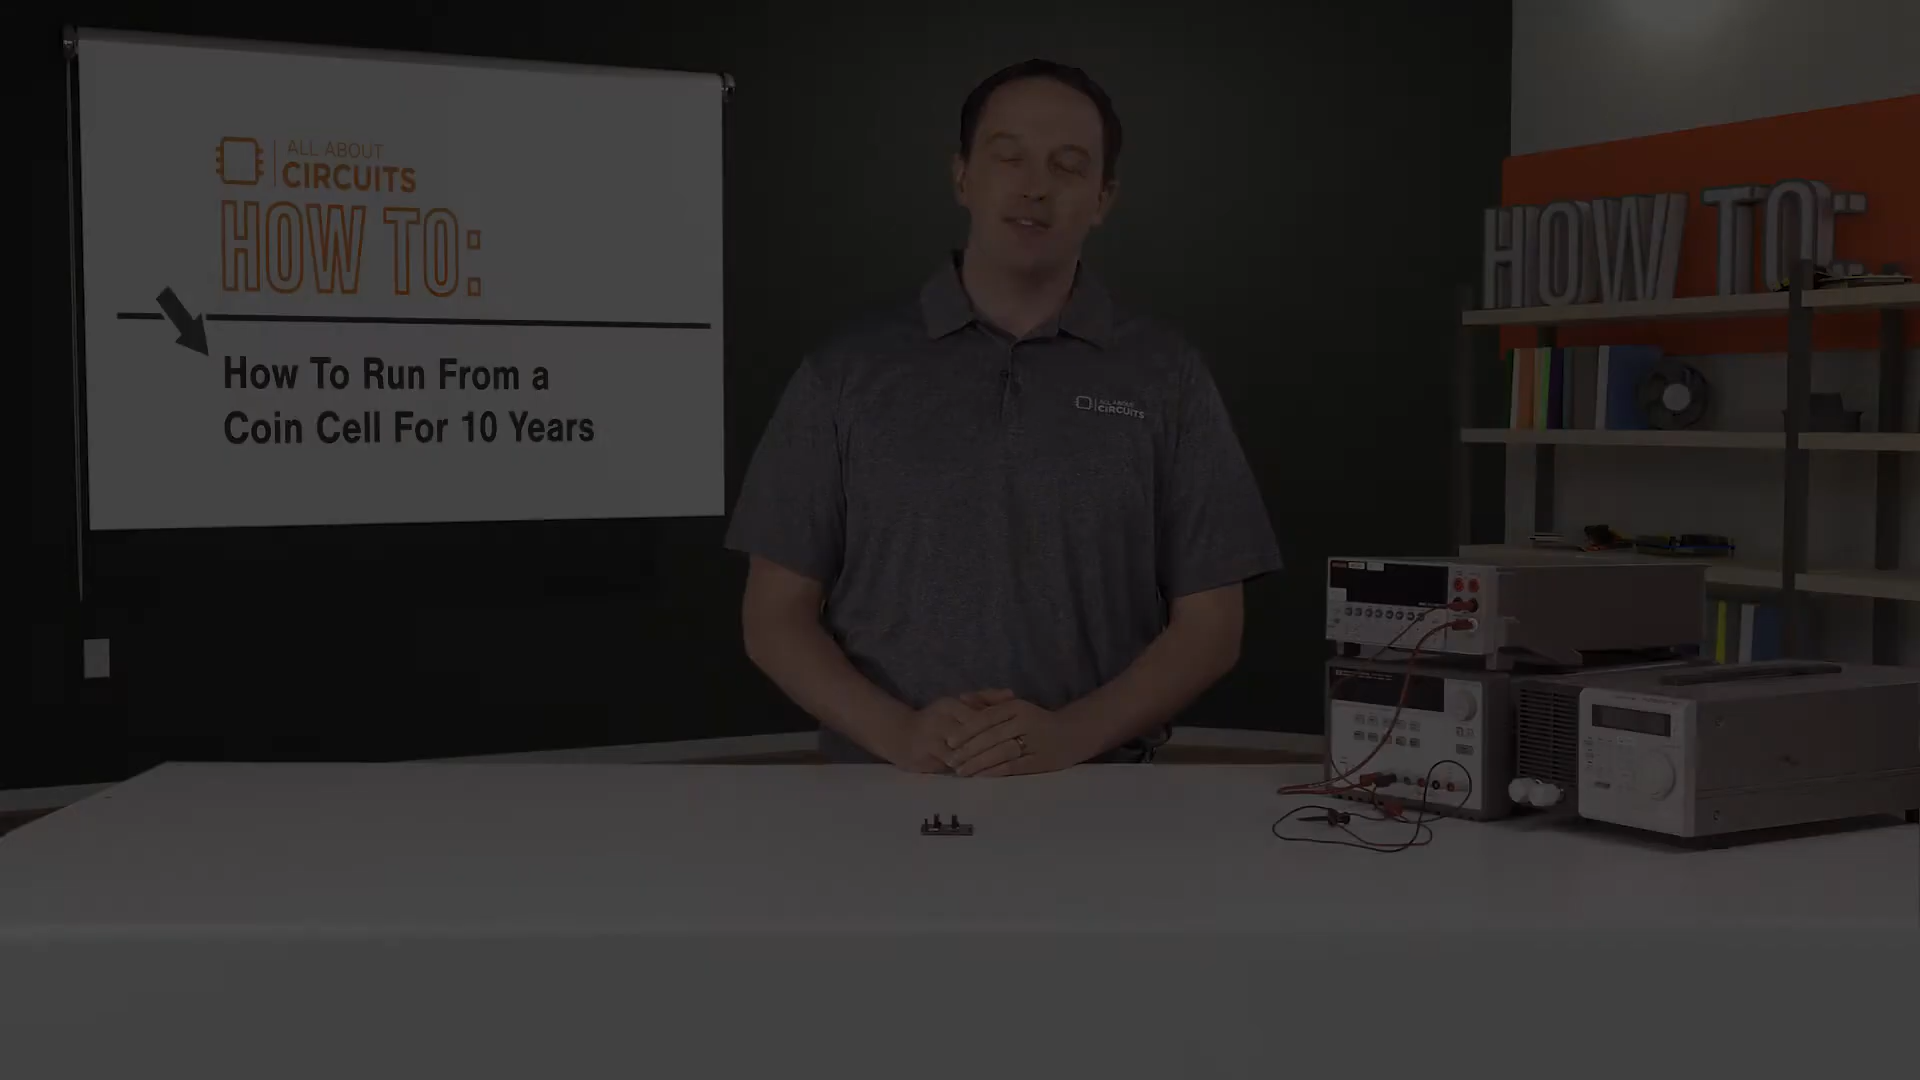 ALL ABOUT
CIRCUITS
HOW TO:
How To Run From a
Coin Cell For 10 Years
ALL ABOUT
CIRCUITS
HOW TO: